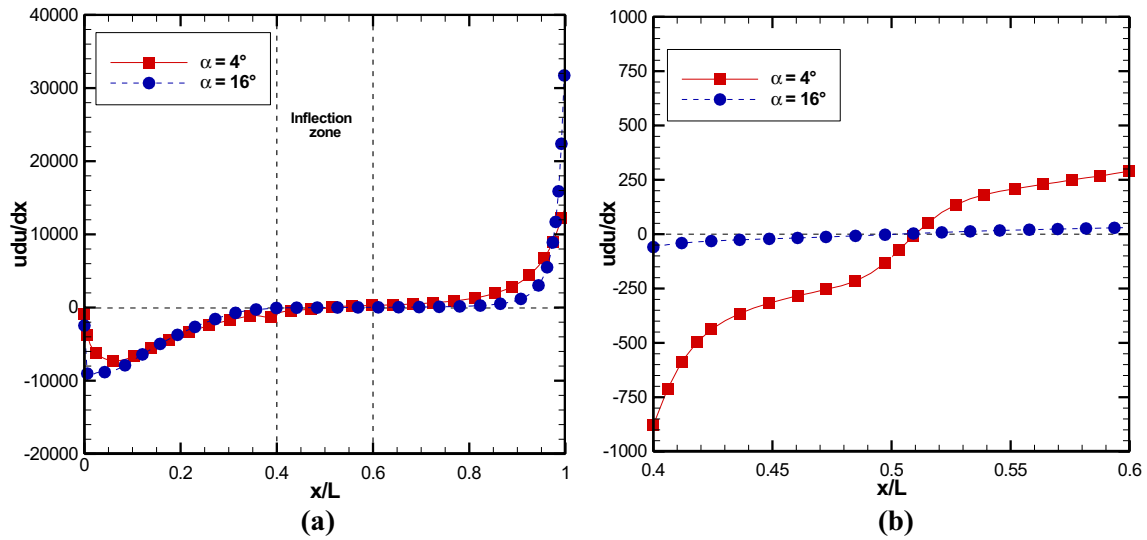 40000
30000
20000
10000
0
-10000
-20000
udu/dx
α = 4°
α = 16°
Inflection
zone
0
0.2
0.4
0.6
0.8
1
x/L
(a)
1000
750
500
250
0
-250
-500
-750
-1000
udu/dx
α = 4°
α = 16°
0.4
0.45
0.5
0.55
0.6
x/L
(b)